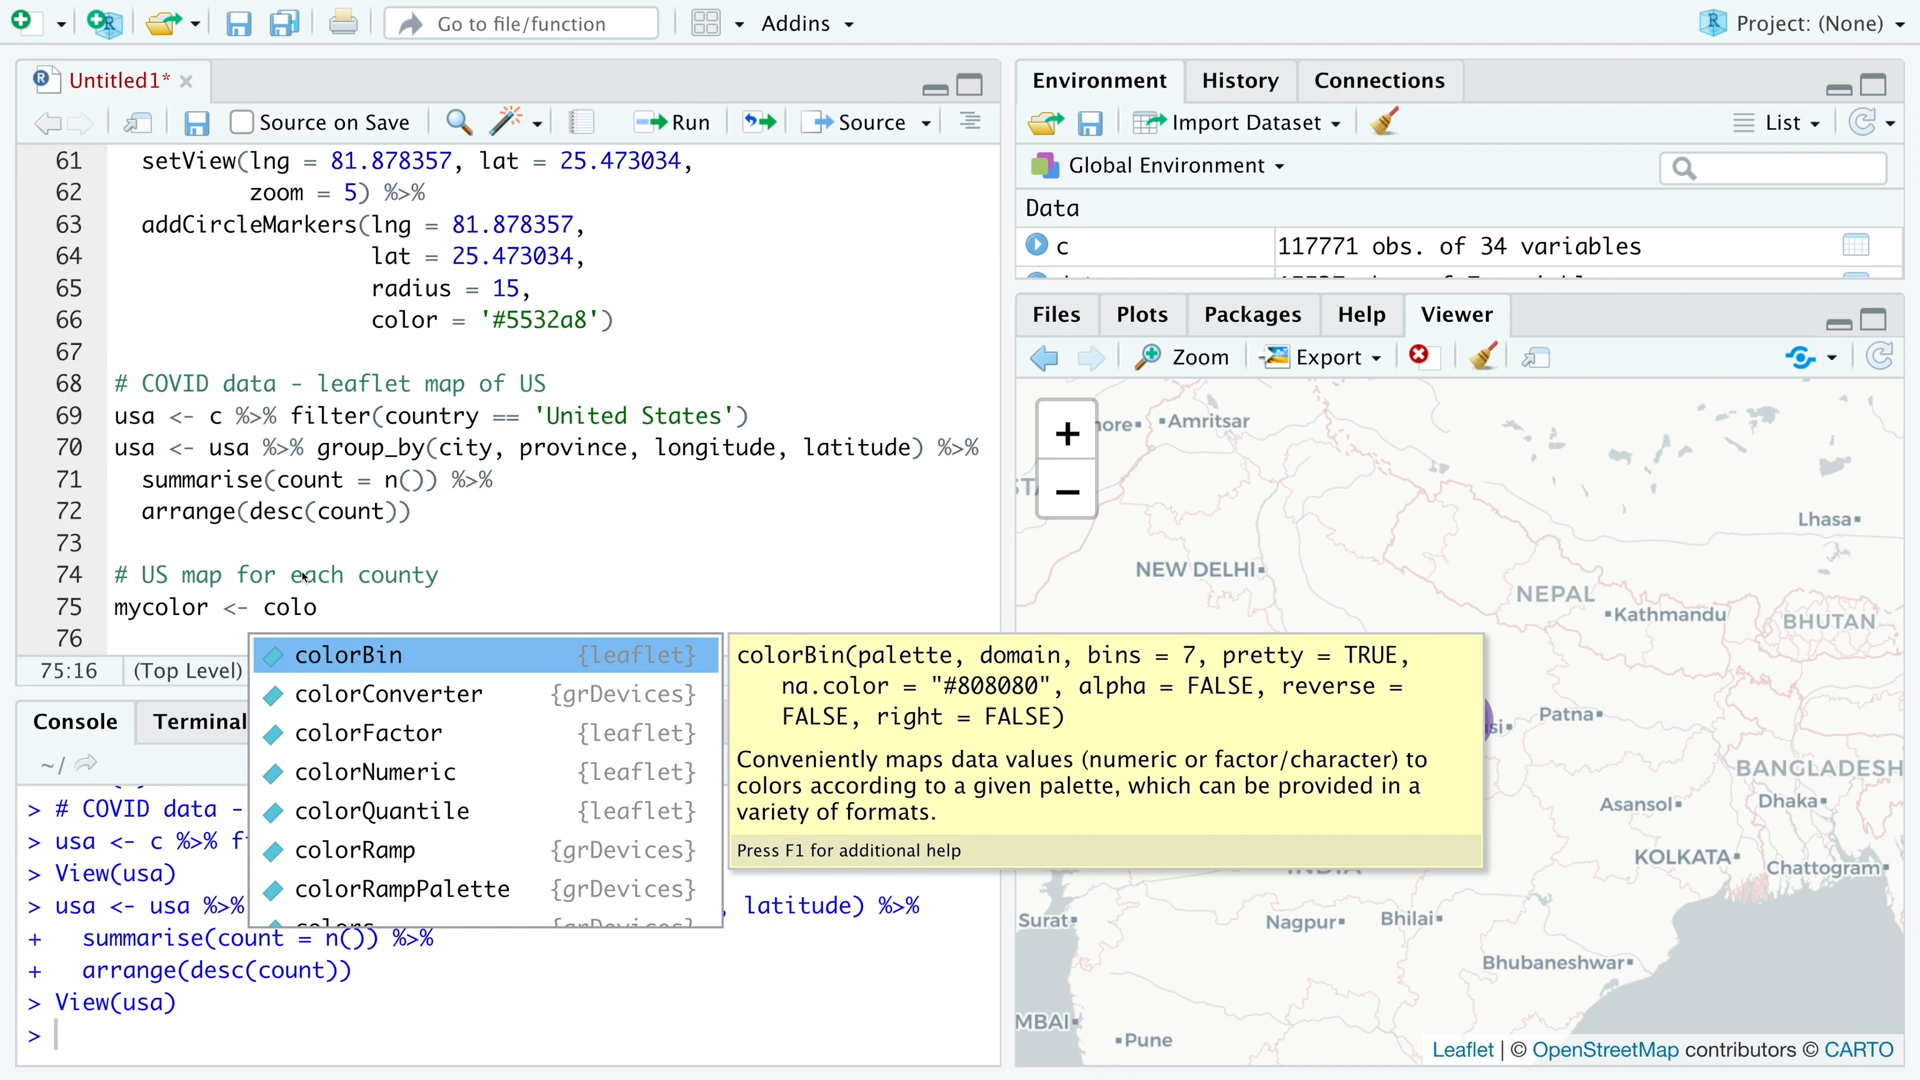 Go to file/function
Addins
Project: (None)
Untitled1*
Source on Save
Run
Source
61 setView(lng = 81.878357, lat = 25.473034,
62 zoom = 5) %>%
63 addCircleMarkers(lng = 81.878357,
64 lat = 25.473034,
65 radius = 15,
66 color = '#5532a8')
67
68 # COVID data - leaflet map of US
69 usa <- c %>% filter(country == 'United States')
70 usa <- usa %>% group_by(city, province, longitude, latitude) %>%
71 summarise(count = n()) %>%
72 arrange(desc(count))
73
74 # US map for each county
75 mycolor <- colo
76
75:16 (Top Level)
colorBin {leaflet}
colorConverter {grDevices}
colorFactor {leaflet}
colorNumeric {leaflet}
colorQuantile {leaflet}
colorRamp {grDevices}
colorRampPalette {grDevices}
colors {grDevices}
colorBin(palette, domain, bins = 7, pretty = TRUE,
na.color = "#808080", alpha = FALSE, reverse =
FALSE, right = FALSE)
Conveniently maps data values (numeric or factor/character) to
colors according to a given palette, which can be provided in a
variety of formats.
Press F1 for additional help
Console
Terminal
~/
> # COVID data -
> usa <- c %>% f
> View(usa)
> usa <- usa %>% , latitude) %>%
+ summarise(count = n()) %>%
+ arrange(desc(count))
> View(usa)
>
Environment
History
Connections
Import Dataset
List
Global Environment
Data
c 117771 obs. of 34 variables
Files
Plots
Packages
Help
Viewer
Zoom
Export
+
−
nore
Amritsar
Lhasa
NEW DELHI
NEPAL
Kathmandu
BHUTAN
si
Patna
BANGLADESH
Asansol
Dhaka
KOLKATA
Chattogram
INDIA
Surat
Nagpur
Bhilai
Bhubaneshwar
MBAI
Pune
Leaflet | © OpenStreetMap contributors © CARTO